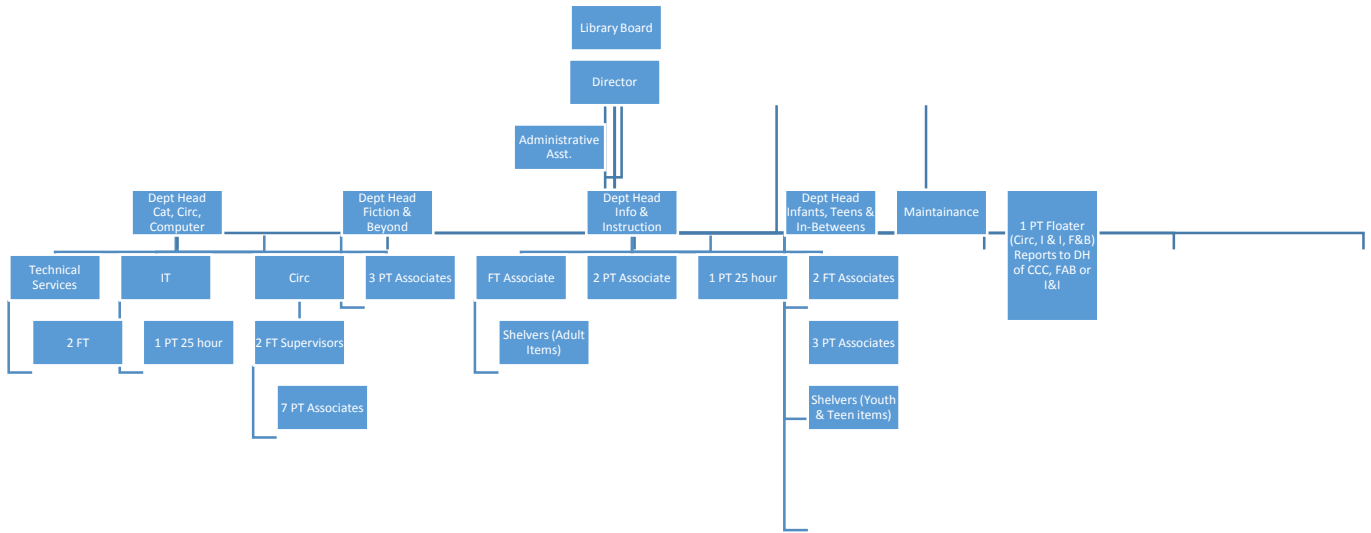 Library Board
Director
Administrative
Asst.
Dept Head
Cat, Circ,
Computer
Dept Head
Fiction &
Beyond
Dept Head
Info &
Instruction
Dept Head
Infants, Teens &
In-Betweens
Maintainance
1 PT Floater
(Circ, I & I, F&B)
Reports to DH
of CCC, FAB or
I&I
Technical
Services
IT
Circ
3 PT Associates
FT Associate
2 PT Associate
1 PT 25 hour
2 FT Associates
2 FT
1 PT 25 hour
2 FT Supervisors
Shelvers (Adult
Items)
3 PT Associates
7 PT Associates
Shelvers (Youth
& Teen items)